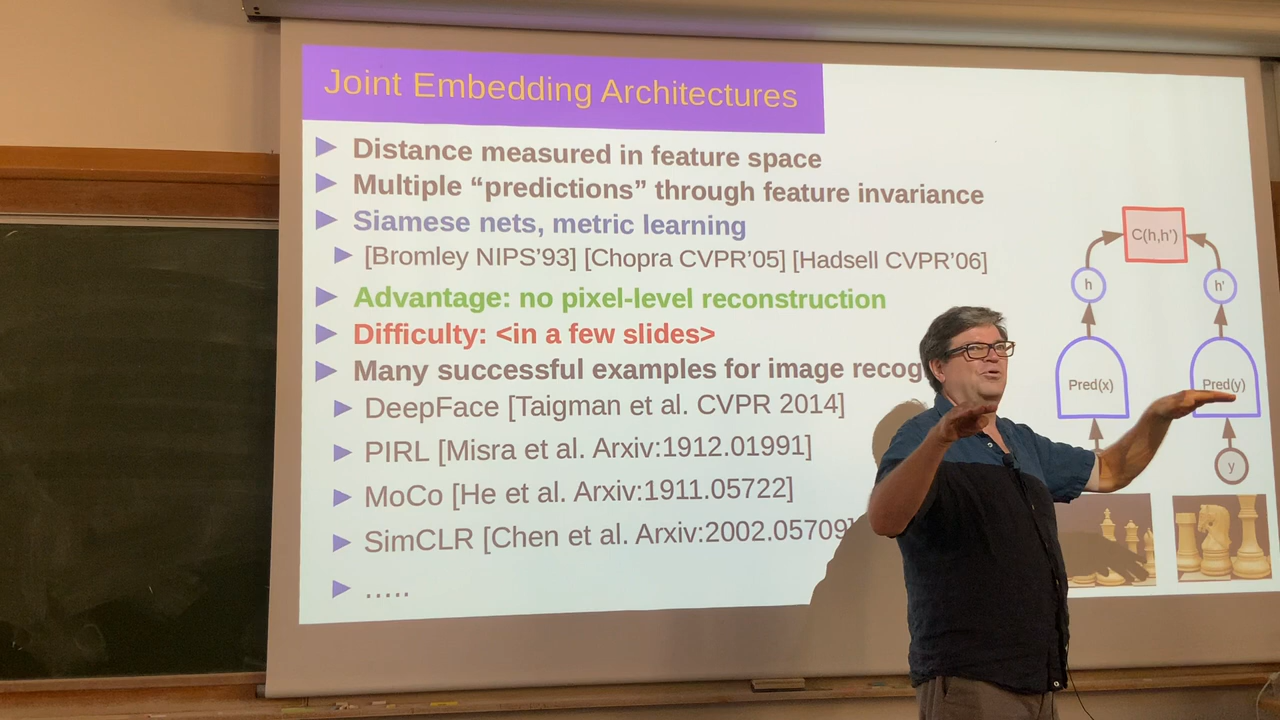 Joint Embedding Architectures
Distance measured in feature space
Multiple “predictions” through feature invariance
Siamese nets, metric learning
[Bromley NIPS’93] [Chopra CVPR’05] [Hadsell CVPR’06]
Advantage: no pixel-level reconstruction
Difficulty: <in a few slides>
Many successful examples for image recog
DeepFace [Taigman et al. CVPR 2014]
PIRL [Misra et al. Arxiv:1912.01991]
MoCo [He et al. Arxiv:1911.05722]
SimCLR [Chen et al. Arxiv:2002.05709]
.....
C(h,h')
h
h'
Pred(x)
Pred(y)
y